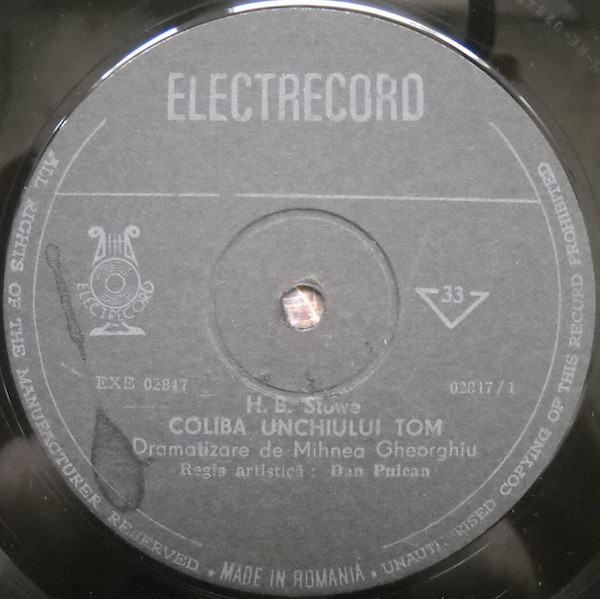 ELECTRECORD
ELECTRECORD
33
EXE 02847
02847/1
H. B. Stowe
COLIBA UNCHIULUI TOM
Dramatizare de Mihnea Gheorghiu
Regia artistică: Dan Puican
ALL RIGHTS OF THE MANUFACTURER RESERVED ★ MADE IN ROMANIA ★ UNAUTHORISED COPYING OF THIS RECORD PROHIBITED